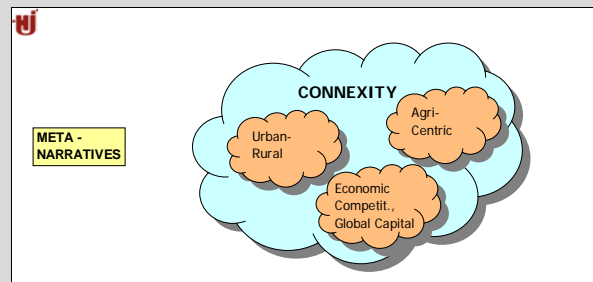 CONNEXITY
META -
NARRATIVES
Urban-
Rural
Agri-
Centric
Economic
Competit.,
Global Capital